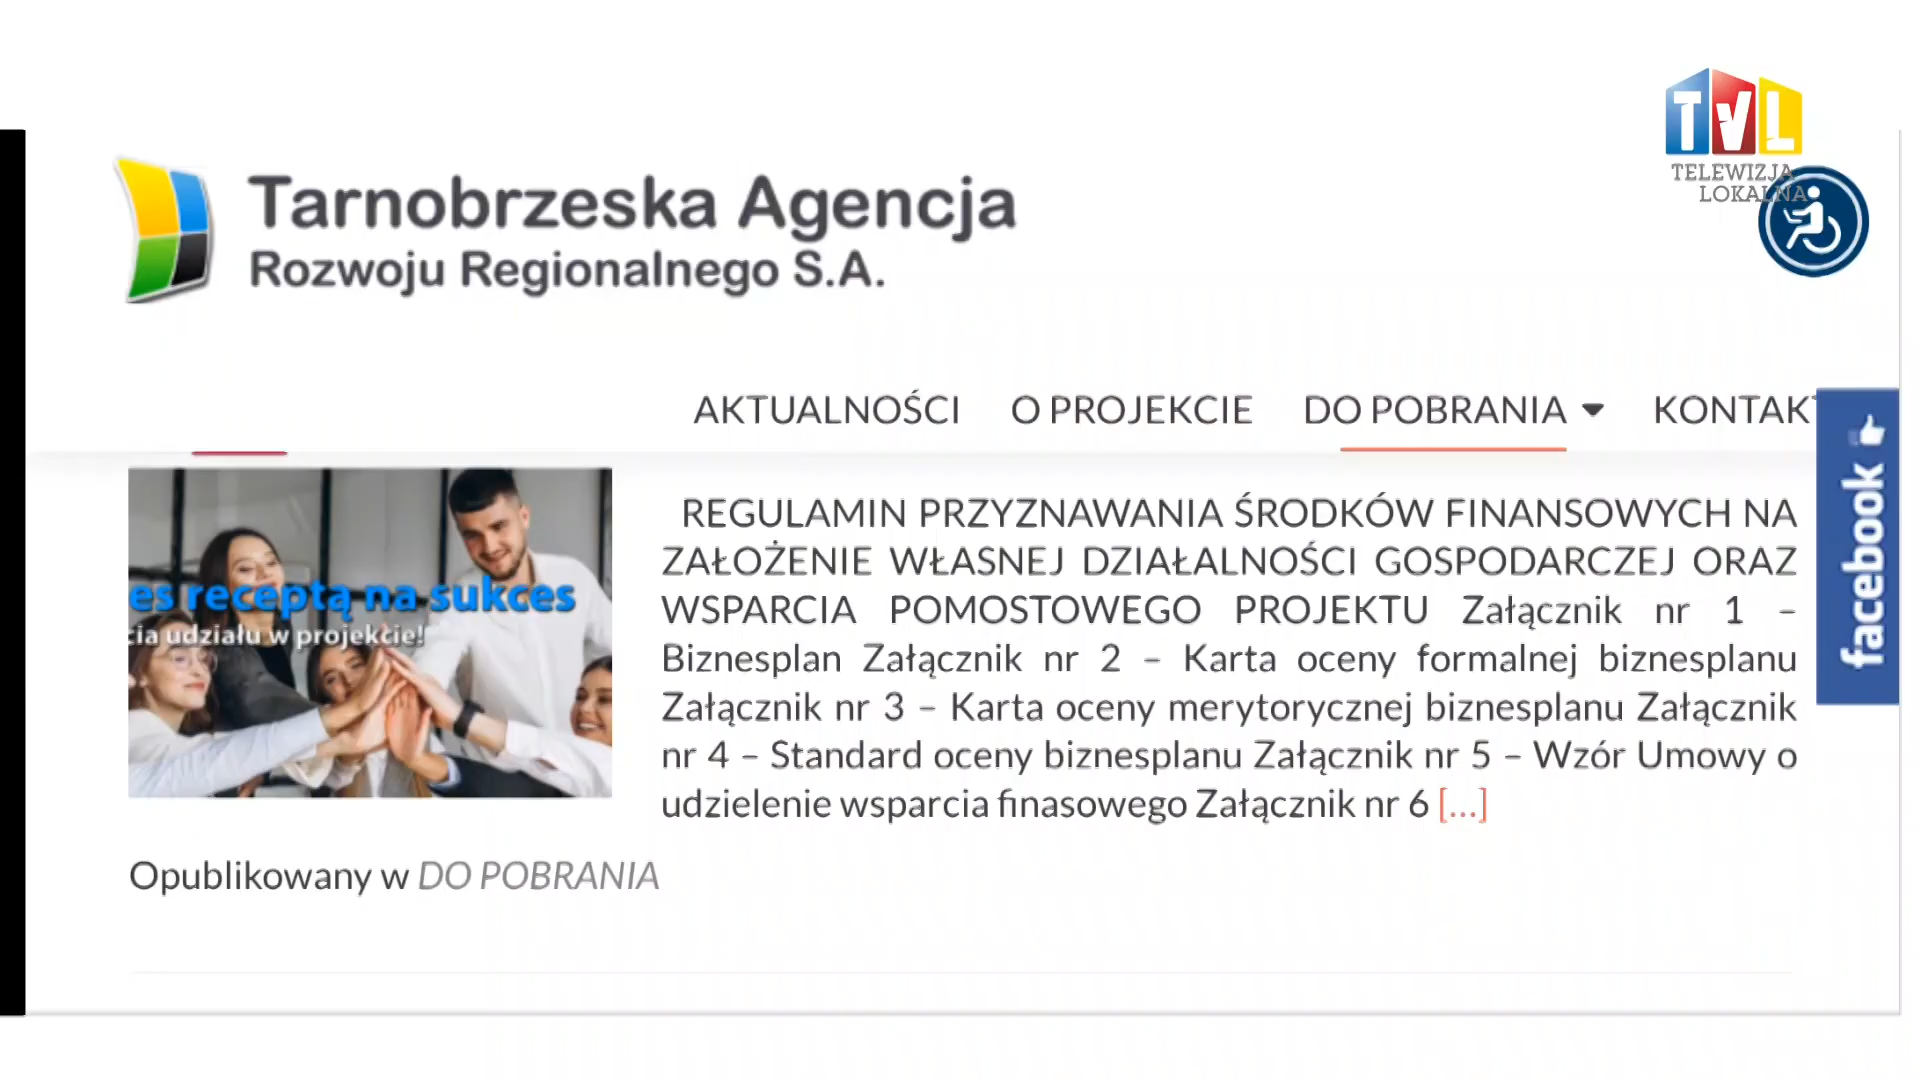 TVL
TELEWIZJA
LOKALNA
Tarnobrzeska Agencja
Rozwoju Regionalnego S.A.
AKTUALNOŚCI O PROJEKCIE DO POBRANIA
facebook
es receptą na sukces
udziału w projekcie!
REGULAMIN PRZYZNAWANIA ŚRODKÓW FINANSOWYCH NA
ZAŁOŻENIE WŁASNEJ DZIAŁALNOŚCI GOSPODARCZEJ ORAZ
WSPARCIA POMOSTOWEGO PROJEKTU Załącznik nr 1 –
Biznesplan Załącznik nr 2 – Karta oceny formalnej biznesplanu
Załącznik nr 3 – Karta oceny merytorycznej biznesplanu Załącznik
nr 4 – Standard oceny biznesplanu Załącznik nr 5 – Wzór Umowy o
udzielenie wsparcia finasowego Załącznik nr 6 [...]
Opublikowany w DO POBRANIA